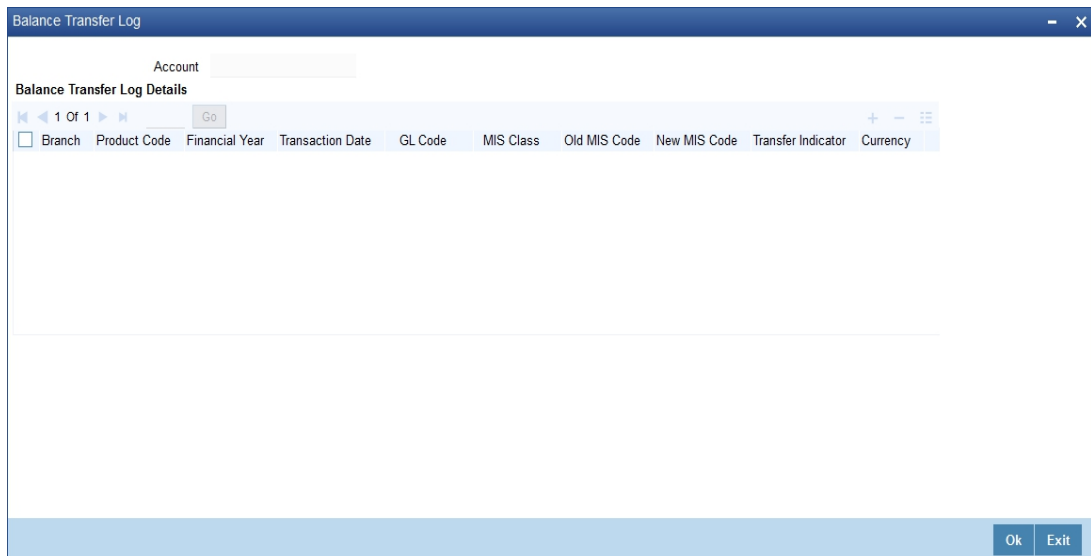 Balance Transfer Log
Account
Balance Transfer Log Details
1 Of 1 Go
Branch Product Code Financial Year Transaction Date GL Code MIS Class Old MIS Code New MIS Code Transfer Indicator Currency
Ok Exit